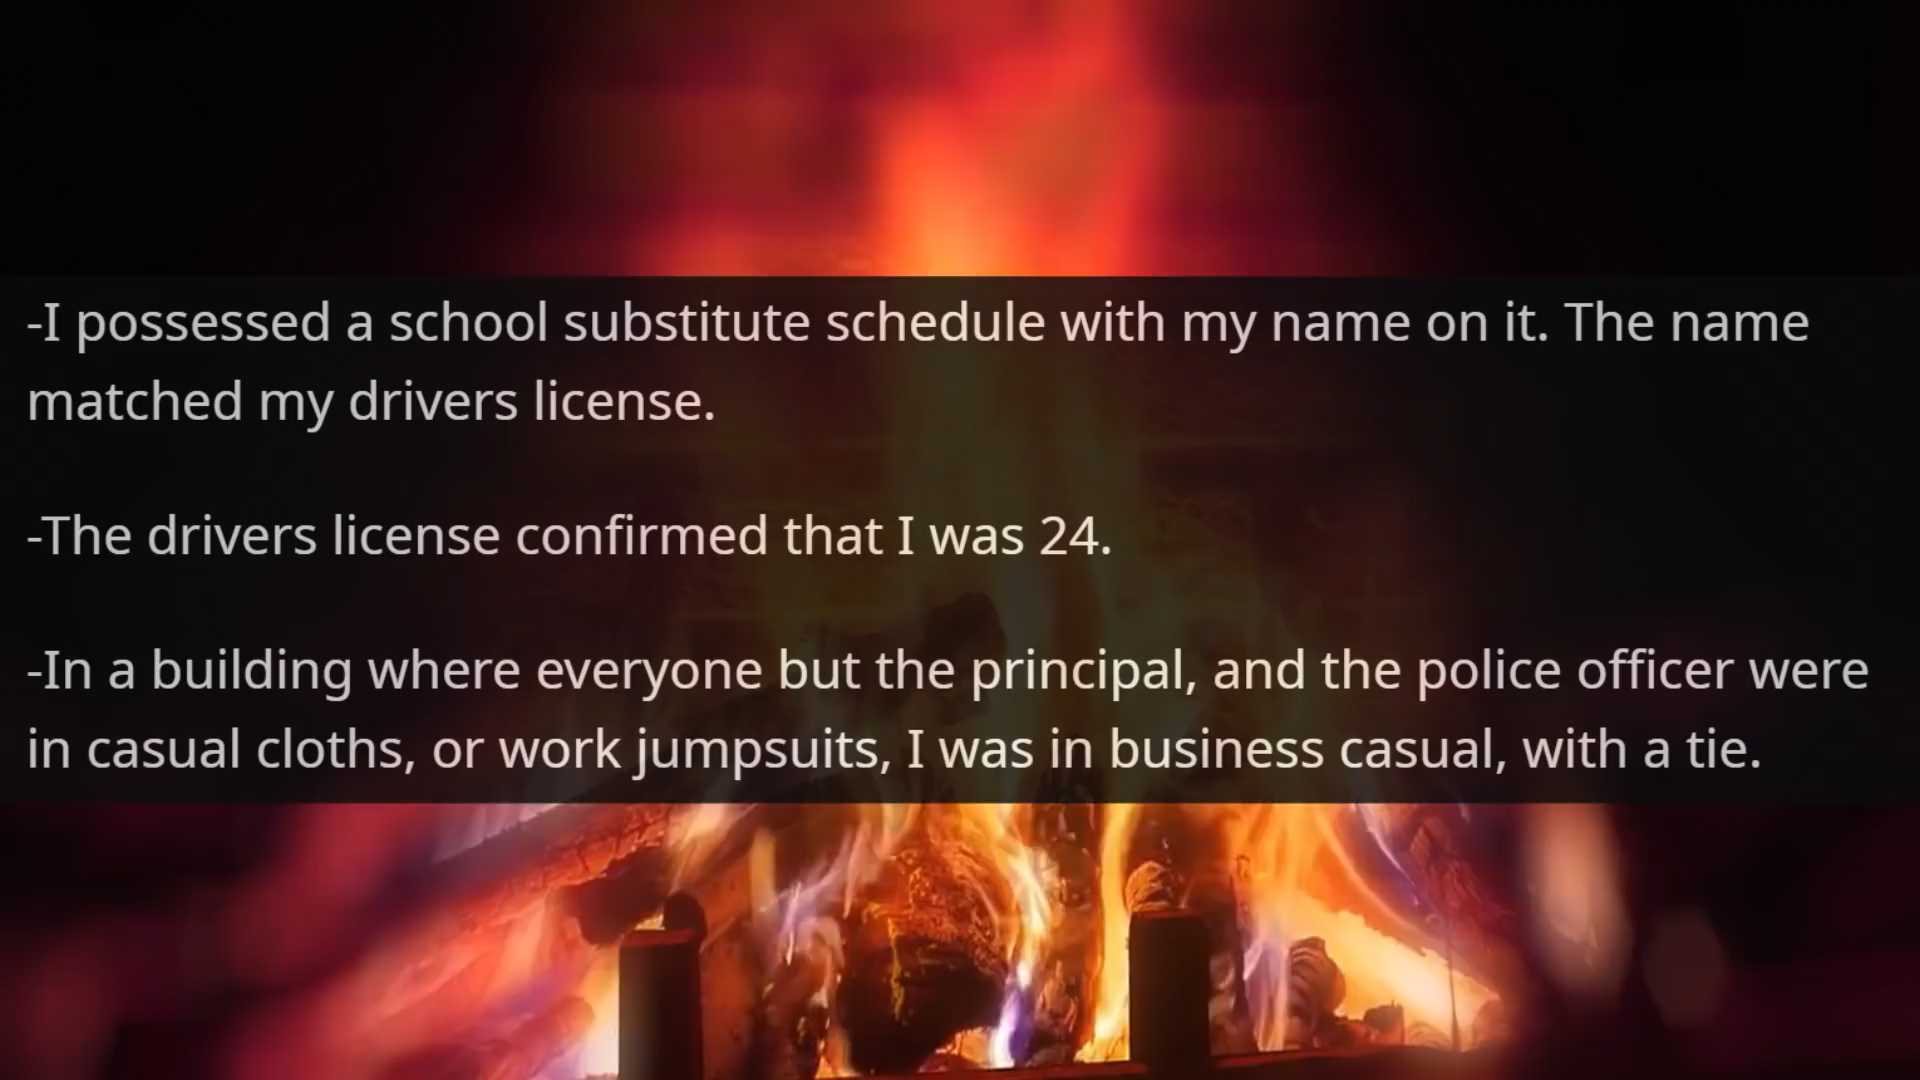 -I possessed a school substitute schedule with my name on it. The name
matched my drivers license.
-The drivers license confirmed that I was 24.
-In a building where everyone but the principal, and the police officer were
in casual cloths, or work jumpsuits, I was in business casual, with a tie.